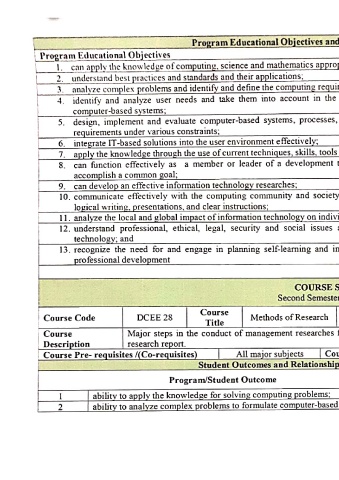 Program Educational Objectives and
Program Educational Objectives
1. can apply the knowledge of computing, science and mathematics approp
2. understand best practices and standards and their applications;
3. analyze complex problems and identify and define the computing requir
4. identify and analyze user needs and take them into account in the
computer-based systems;
5. design, implement and evaluate computer-based systems, processes,
requirements under various constraints;
6. integrate IT-based solutions into the user environment effectively;
7. apply the knowledge through the use of current techniques, skills, tools
8. can function effectively as a member or leader of a development t
accomplish a common goal;
9. can develop an effective information technology researches;
10. communicate effectively with the computing community and society
logical writing, presentations, and clear instructions;
11. analyze the local and global impact of information technology on indivi
12. understand professional, ethical, legal, security and social issues a
technology; and
13. recognize the need for and engage in planning self-learning and in
professional development
COURSE S
Second Semester
Course Code DCEE 28 Course Title Methods of Research
Course Description Major steps in the conduct of management researches
research report.
Course Pre- requisites /(Co-requisites) All major subjects Cou
Student Outcomes and Relationship
Program/Student Outcome
1 ability to apply the knowledge for solving computing problems;
2 ability to analyze complex problems to formulate computer-based